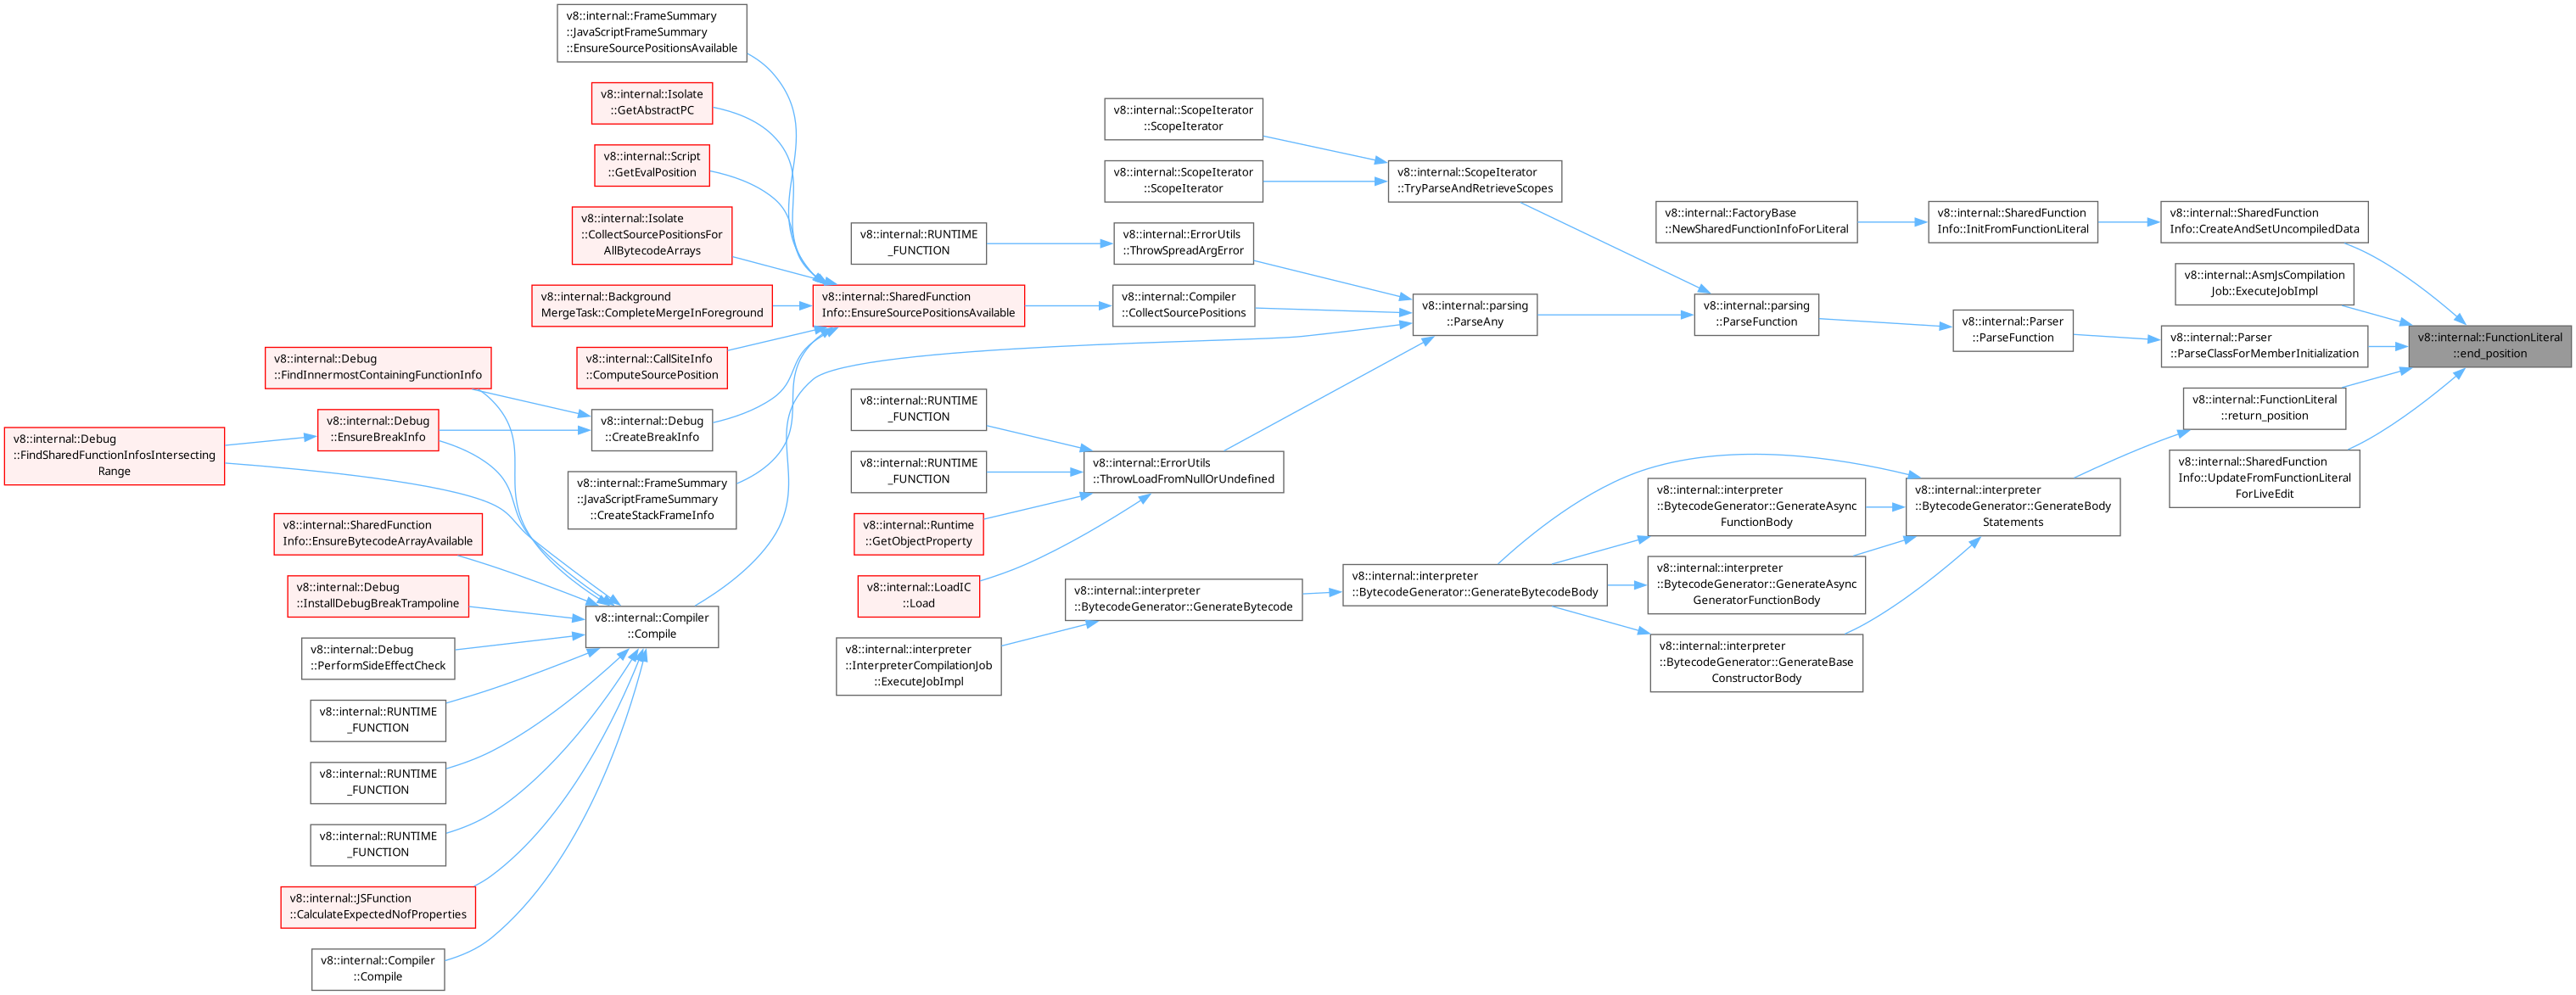 v8::internal::FrameSummary
::JavaScriptFrameSummary
::EnsureSourcePositionsAvailable
v8::internal::Isolate
::GetAbstractPC
v8::internal::Script
::GetEvalPosition
v8::internal::Isolate
::CollectSourcePositionsFor
AllBytecodeArrays
v8::internal::Background
MergeTask::CompleteMergeInForeground
v8::internal::CallSiteInfo
::ComputeSourcePosition
v8::internal::Debug
::FindInnermostContainingFunctionInfo
v8::internal::Debug
::EnsureBreakInfo
v8::internal::Debug
::FindSharedFunctionInfosIntersecting
Range
v8::internal::Debug
::CreateBreakInfo
v8::internal::FrameSummary
::JavaScriptFrameSummary
::CreateStackFrameInfo
v8::internal::SharedFunction
Info::EnsureBytecodeArrayAvailable
v8::internal::Debug
::InstallDebugBreakTrampoline
v8::internal::Debug
::PerformSideEffectCheck
v8::internal::RUNTIME
_FUNCTION
v8::internal::RUNTIME
_FUNCTION
v8::internal::RUNTIME
_FUNCTION
v8::internal::JSFunction
::CalculateExpectedNofProperties
v8::internal::Compiler
::Compile
v8::internal::Compiler
::Compile
v8::internal::RUNTIME
_FUNCTION
v8::internal::SharedFunction
Info::EnsureSourcePositionsAvailable
v8::internal::RUNTIME
_FUNCTION
v8::internal::RUNTIME
_FUNCTION
v8::internal::Runtime
::GetObjectProperty
v8::internal::LoadIC
::Load
v8::internal::interpreter
::InterpreterCompilationJob
::ExecuteJobImpl
v8::internal::ScopeIterator
::ScopeIterator
v8::internal::ScopeIterator
::ScopeIterator
v8::internal::ErrorUtils
::ThrowSpreadArgError
v8::internal::Compiler
::CollectSourcePositions
v8::internal::ErrorUtils
::ThrowLoadFromNullOrUndefined
v8::internal::interpreter
::BytecodeGenerator::GenerateBytecode
v8::internal::ScopeIterator
::TryParseAndRetrieveScopes
v8::internal::parsing
::ParseAny
v8::internal::interpreter
::BytecodeGenerator::GenerateBytecodeBody
v8::internal::FactoryBase
::NewSharedFunctionInfoForLiteral
v8::internal::parsing
::ParseFunction
v8::internal::interpreter
::BytecodeGenerator::GenerateAsync
FunctionBody
v8::internal::interpreter
::BytecodeGenerator::GenerateAsync
GeneratorFunctionBody
v8::internal::interpreter
::BytecodeGenerator::GenerateBase
ConstructorBody
v8::internal::SharedFunction
Info::InitFromFunctionLiteral
v8::internal::Parser
::ParseFunction
v8::internal::interpreter
::BytecodeGenerator::GenerateBody
Statements
v8::internal::SharedFunction
Info::CreateAndSetUncompiledData
v8::internal::AsmJsCompilation
Job::ExecuteJobImpl
v8::internal::Parser
::ParseClassForMemberInitialization
v8::internal::FunctionLiteral
::return_position
v8::internal::SharedFunction
Info::UpdateFromFunctionLiteral
ForLiveEdit
v8::internal::FunctionLiteral
::end_position